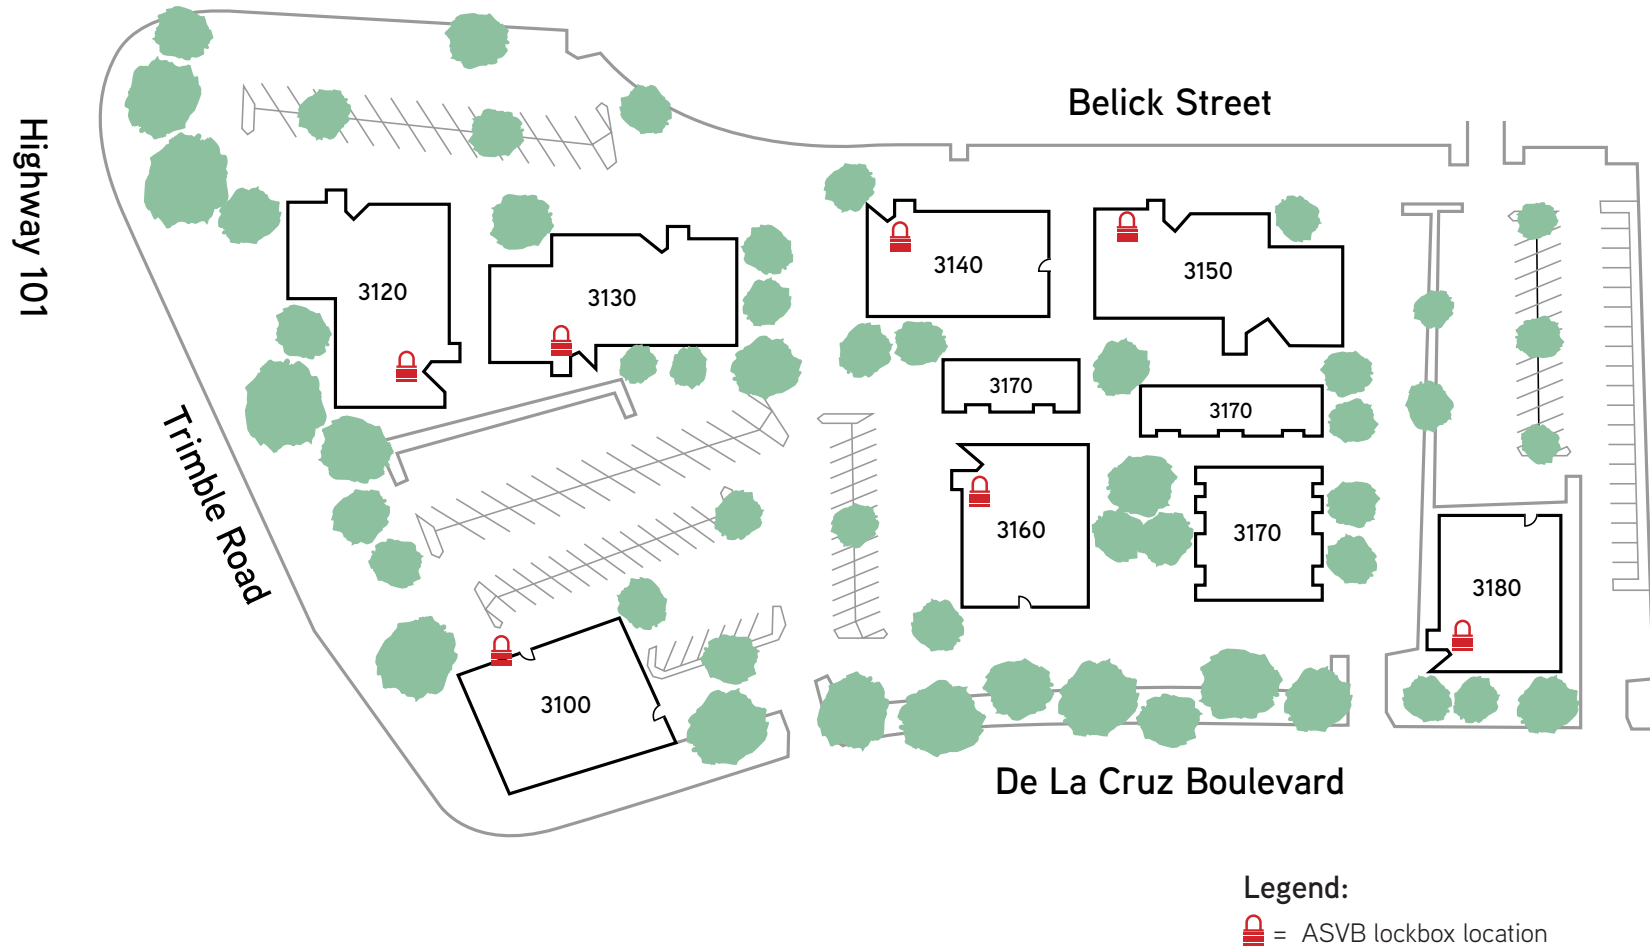 Belick Street
Highway 101
3120
3130
3140
3150
3170
3170
3160
3170
3180
Trimble Road
3100
De La Cruz Boulevard
Legend:
= ASVB lockbox location